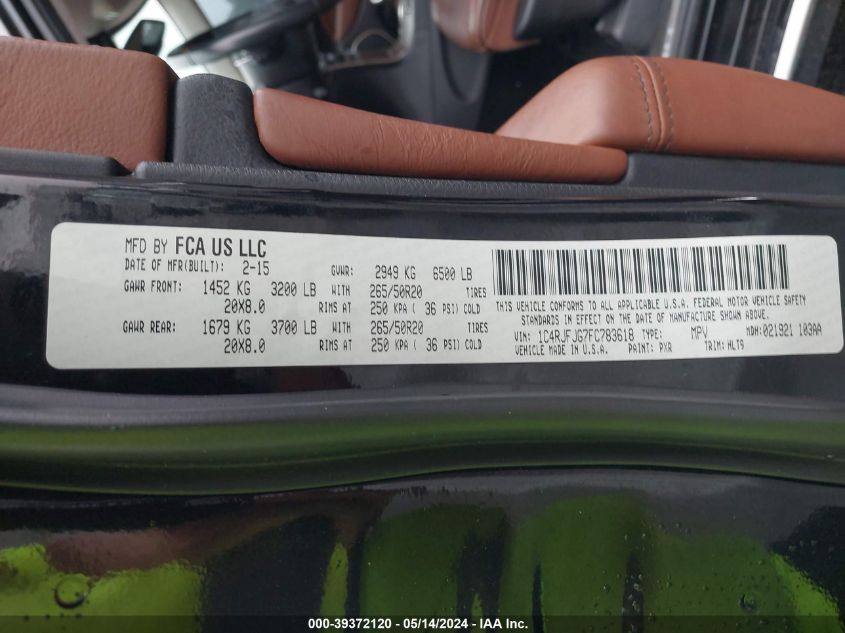 MFD BY FCA US LLC
DATE OF MFR(BUILT): 2-15 GVWR: 2949 KG 6500 LB
GAWR FRONT: 1452 KG 3200 LB WITH 265/50R20 TIRES
20X8.0 RIMS AT 250 KPA ( 36 PSI) COLD
GAWR REAR: 1679 KG 3700 LB WITH 265/50R20 TIRES
20X8.0 RIMS AT 250 KPA ( 36 PSI) COLD
THIS VEHICLE CONFORMS TO ALL APPLICABLE U.S.A. FEDERAL MOTOR VEHICLE SAFETY
STANDARDS IN EFFECT ON THE DATE OF MANUFACTURE SHOWN ABOVE.
VIN: 1C4RJFJG7FC783618 TYPE: MPV MDH:021921 103AA
VEHICLE MADE IN U.S.A. PAINT: PXR TRIM: HLT9
000-39372120 - 05/14/2024 - IAA Inc.